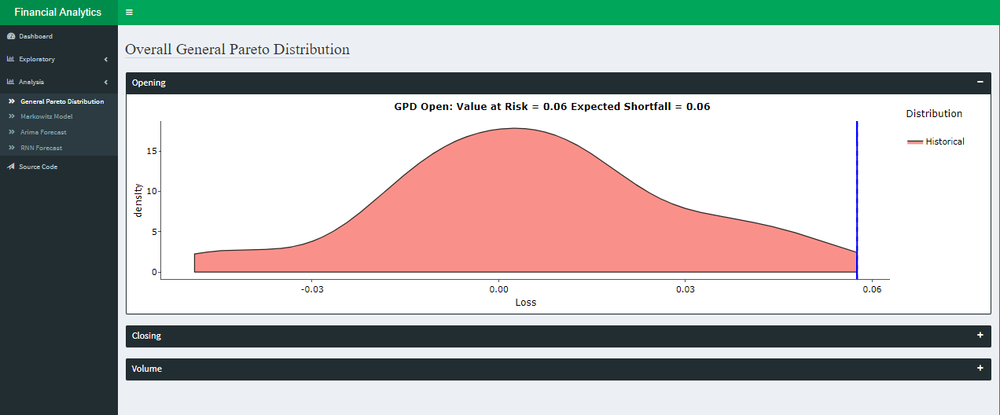 Financial Analytics
Dashboard
Exploratory
Analysis
General Pareto Distribution
Markowitz Model
Arima Forecast
RNN Forecast
Source Code
Overall General Pareto Distribution
Opening
GPD Open: Value at Risk = 0.06 Expected Shortfall = 0.06
Distribution
Historical
density
15
10
5
0
-0.03 0.00 0.03 0.06
Loss
Closing
Volume